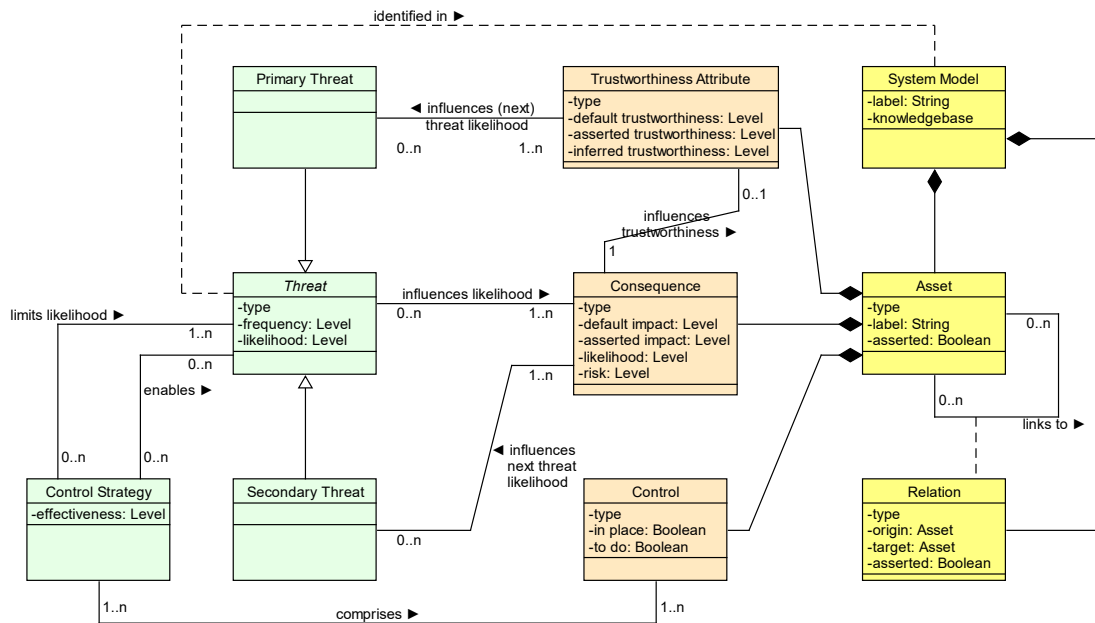 identified in ►
Primary Threat
Trustworthiness Attribute
-type
-default trustworthiness: Level
-asserted trustworthiness: Level
-inferred trustworthiness: Level
System Model
-label: String
-knowledgebase
◄ influences (next)
threat likelihood
0..n
1..n
0..1
influences
trustworthiness ►
1
Threat
-type
-frequency: Level
-likelihood: Level
influences likelihood ►
0..n
1..n
Consequence
-type
-default impact: Level
-asserted impact: Level
-likelihood: Level
-risk: Level
Asset
-type
-label: String
-asserted: Boolean
0..n
0..n
links to ►
limits likelihood ►
1..n
0..n
enables ►
0..n
0..n
1..n
◄ influences
next threat
likelihood
0..n
Control Strategy
-effectiveness: Level
Secondary Threat
Control
-type
-in place: Boolean
-to do: Boolean
Relation
-type
-origin: Asset
-target: Asset
-asserted: Boolean
1..n
comprises ►
1..n